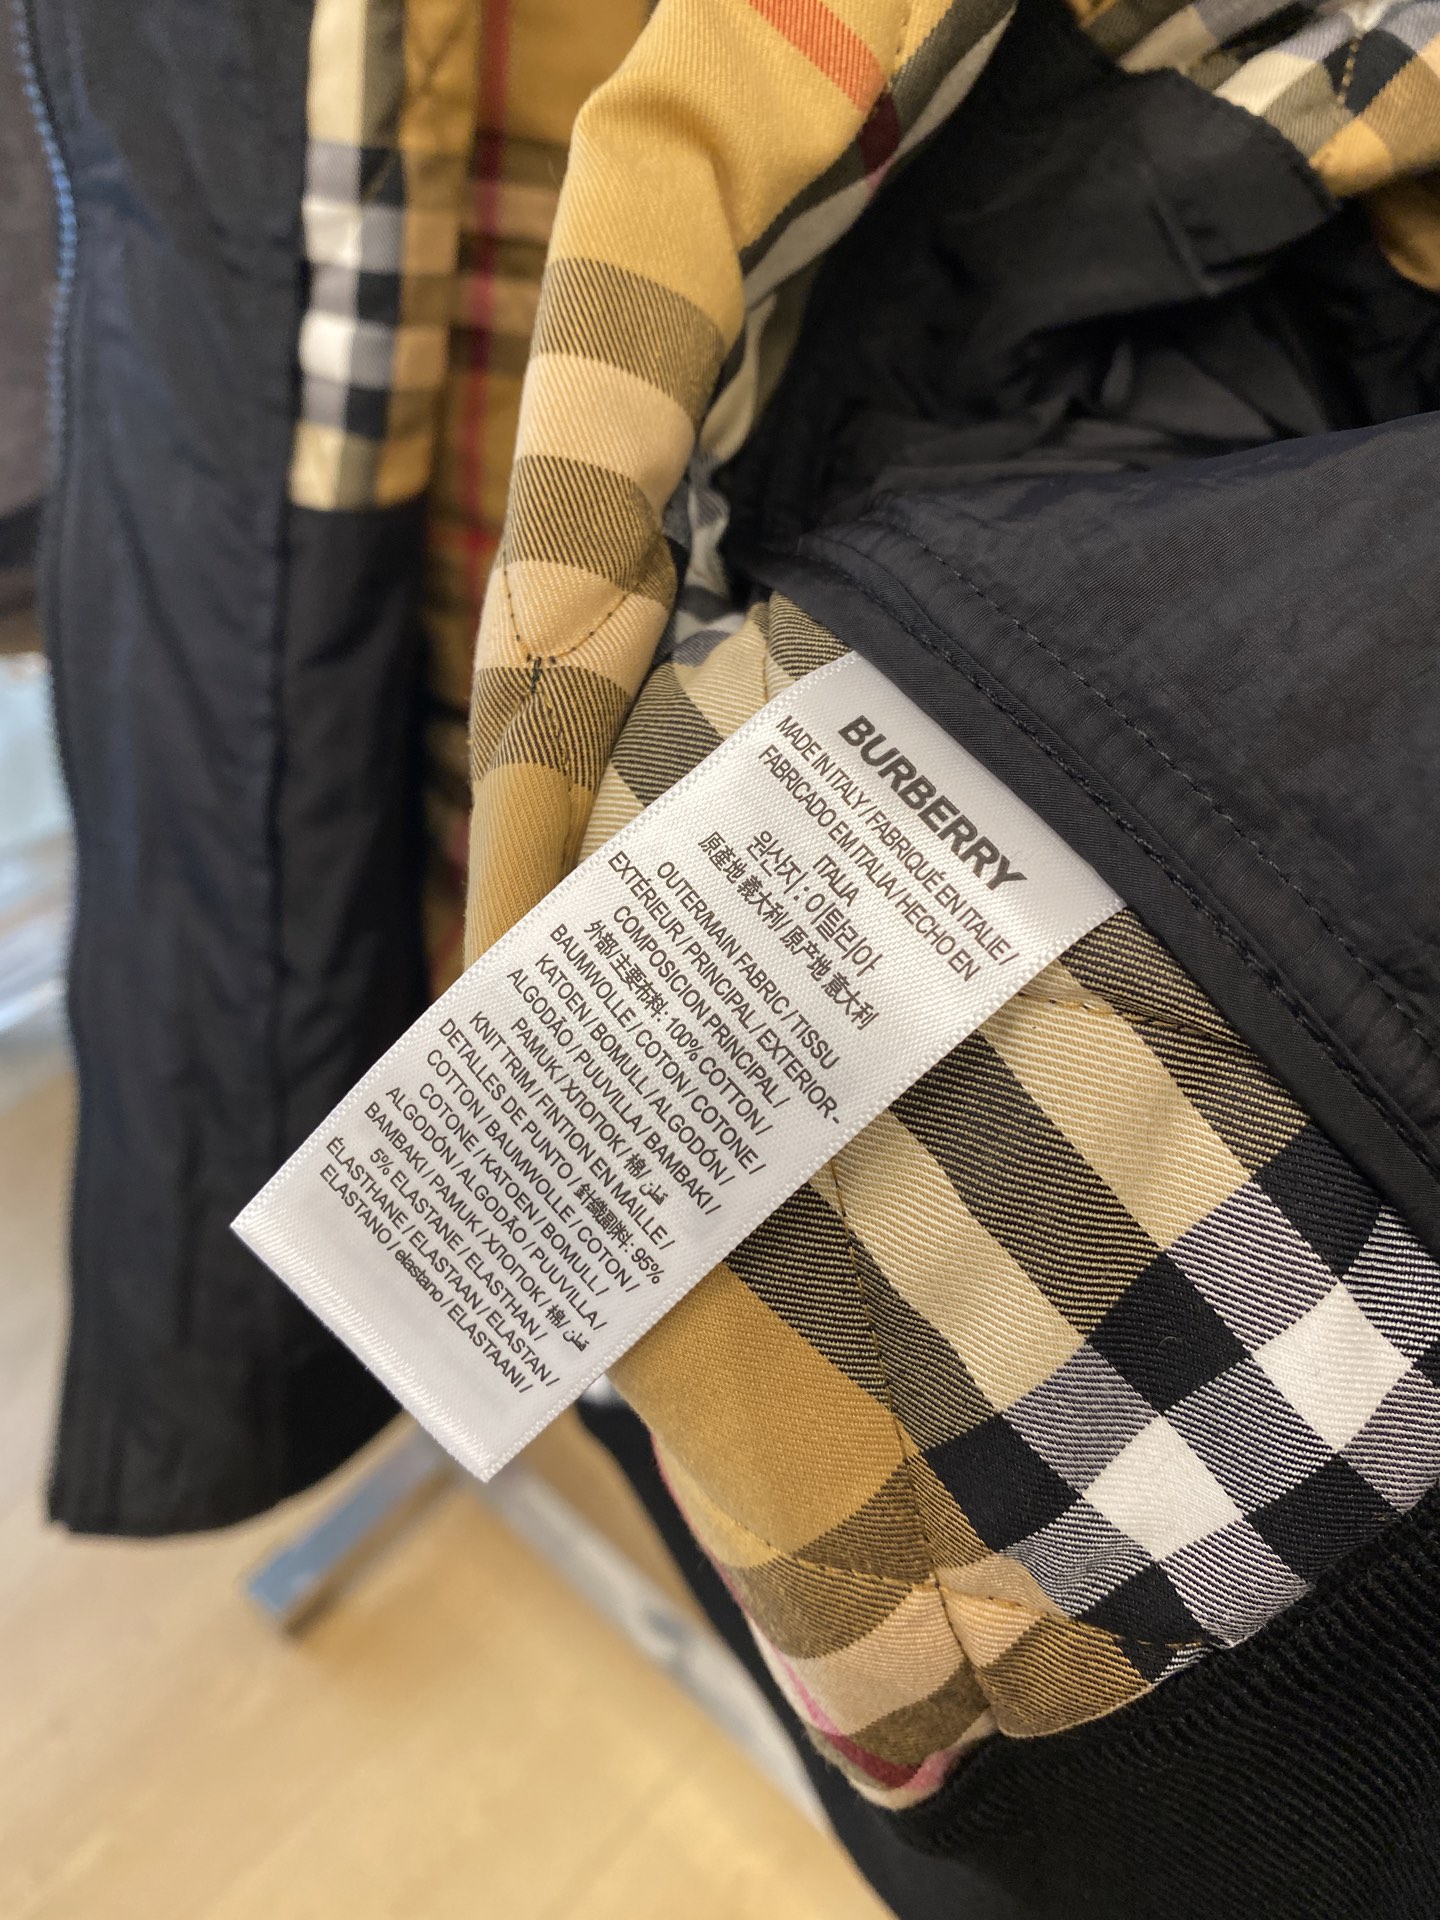 BURBERRY
MADE IN ITALY / FABRIQUÉ EN ITALIE /
FABRICADO EM ITALIA / HECHO EN
ITALIA
원산지 : 이탈리아
原產地 義大利 / 原产地 意大利
OUTER/MAIN FABRIC / TISSU
EXTÉRIEUR / PRINCIPAL / EXTERIOR -
COMPOSICION PRINCIPAL /
外部/主要布料: 100% COTTON /
BAUMWOLLE / COTON / COTONE /
KATOEN / BOMULL / ALGODÓN /
ALGODÃO / PUUVILLA / BAMBAKI /
PAMUK / ХЛОПОК / 棉 / قطن
KNIT TRIM / FINITION EN MAILLE /
DETALLES DE PUNTO / 針織副料: 95%
COTTON / BAUMWOLLE / COTON /
COTONE / KATOEN / BOMULL /
ALGODÓN / ALGODÃO / PUUVILLA /
BAMBAKI / PAMUK / ХЛОПОК / 棉 / قطن
5% ELASTANE / ELASTHAN /
ÉLASTHANE / ELASTAAN / ELASTAN /
ELASTANO / elastano / ELASTAANI /